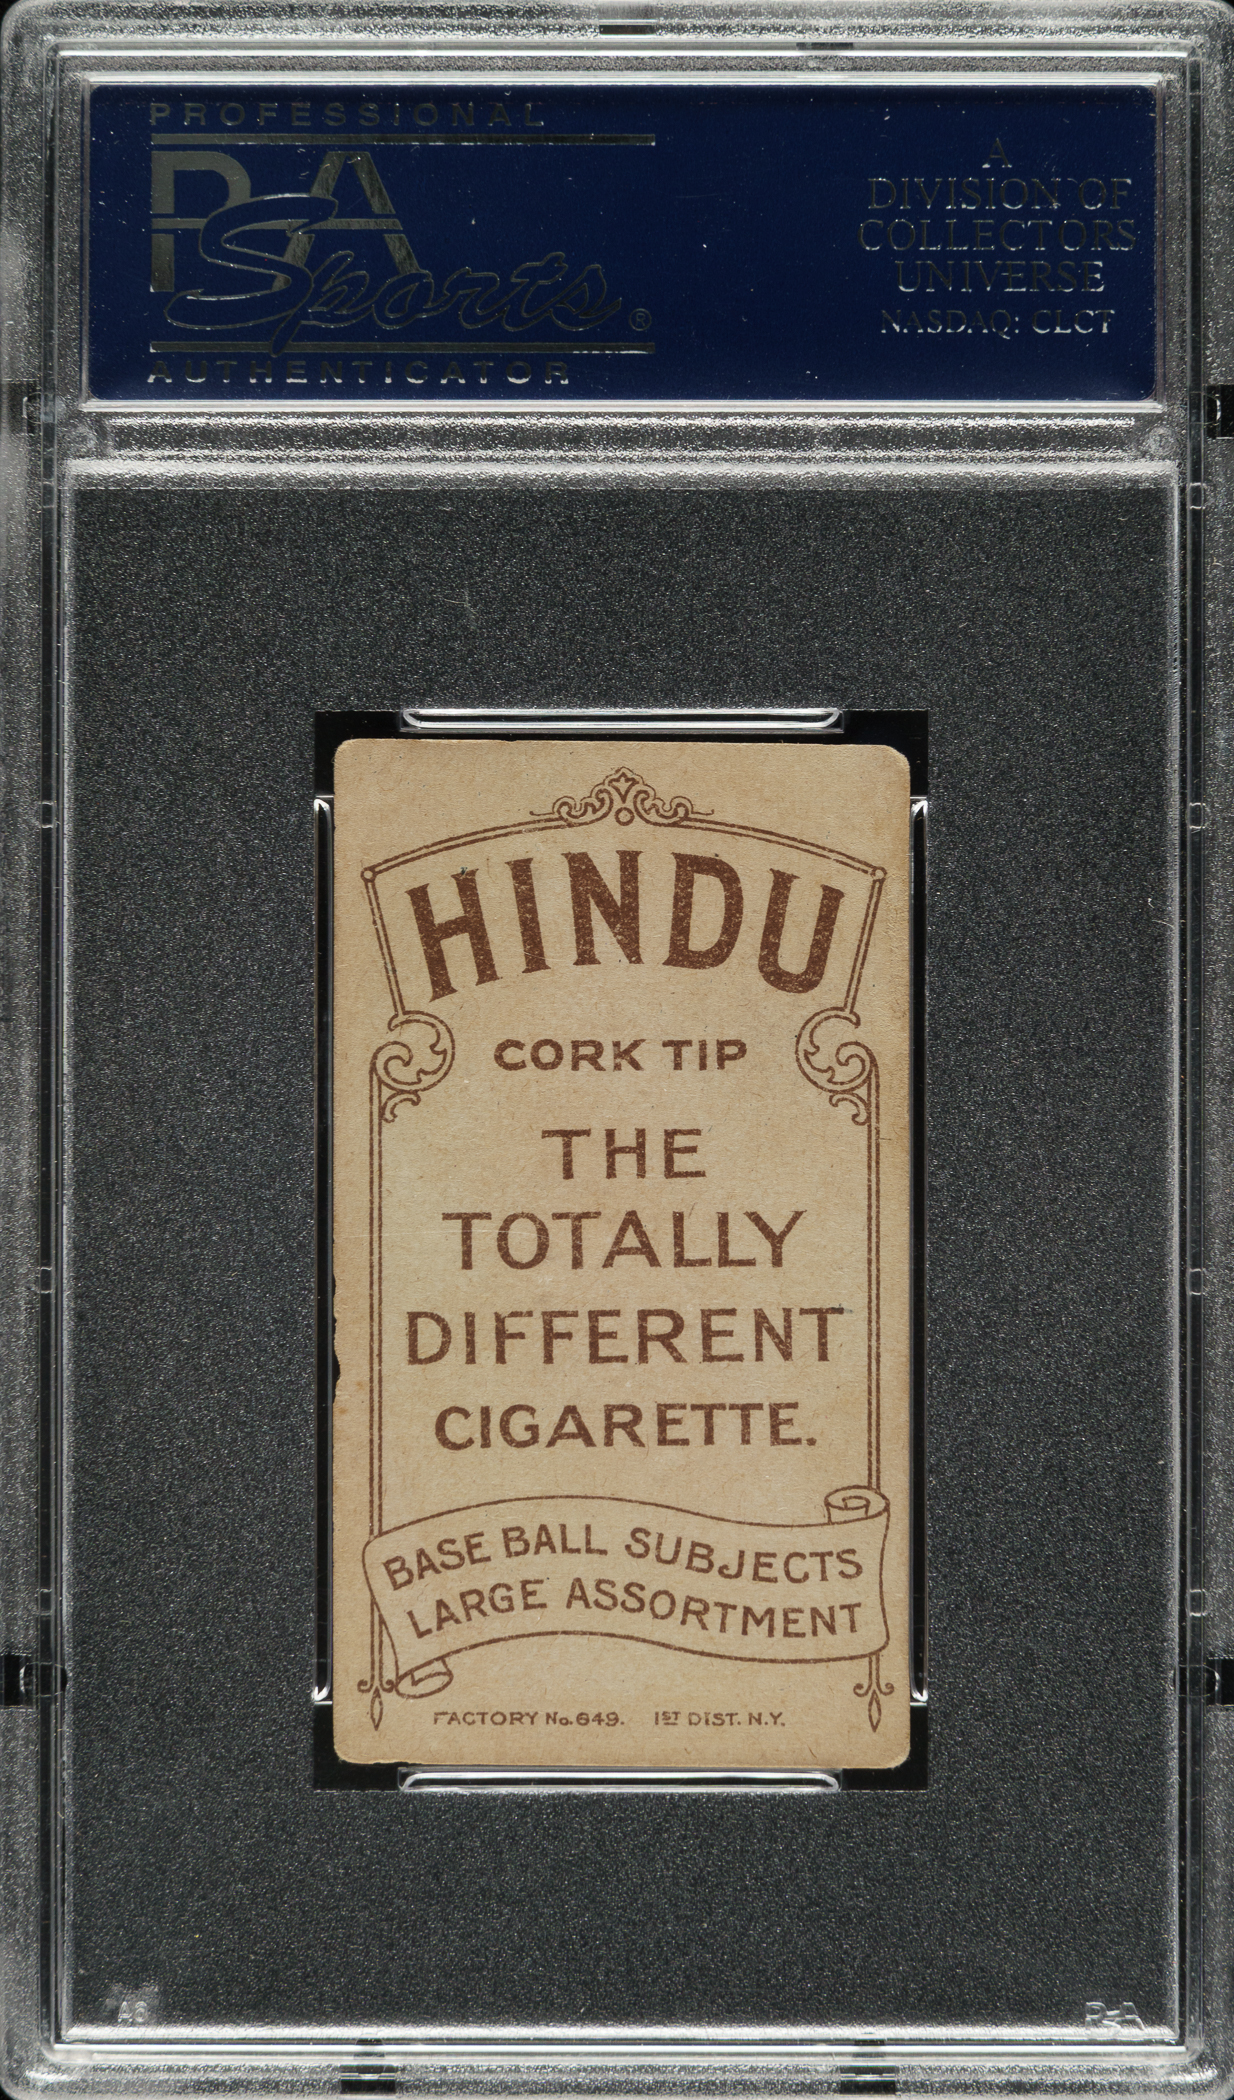 PROFESSIONAL
PSA
Sports®
AUTHENTICATOR
A
DIVISION OF
COLLECTORS
UNIVERSE
NASDAQ: CLCT
HINDU
CORK TIP
THE
TOTALLY
DIFFERENT
CIGARETTE.
BASE BALL SUBJECTS
LARGE ASSORTMENT
FACTORY No. 649. 1ST DIST. N.Y.
PSA